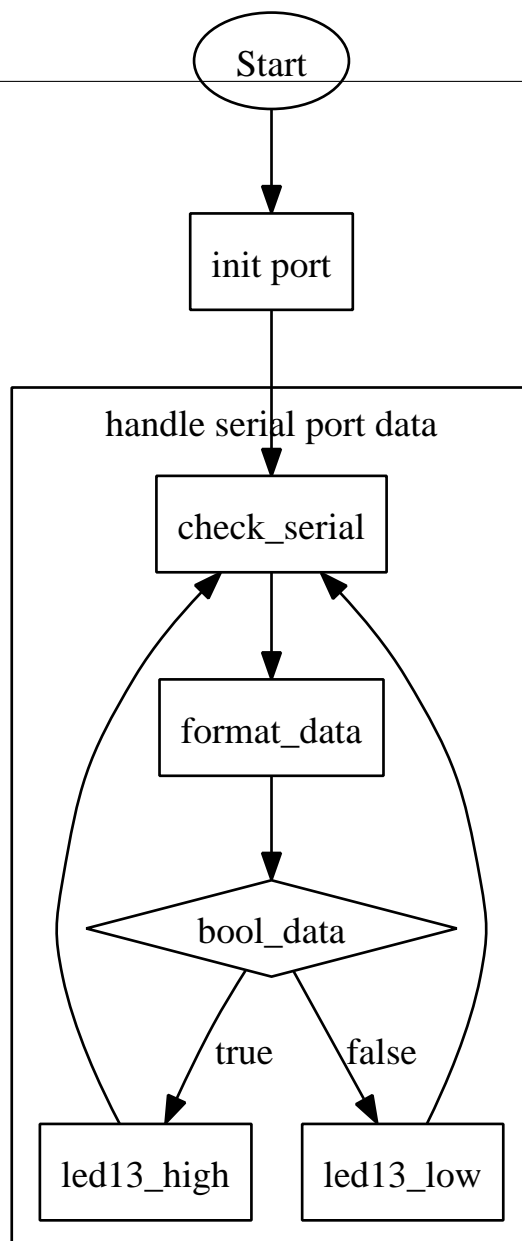 Start
init port
handle serial port data
check_serial
format_data
bool_data
true
false
led13_high
led13_low